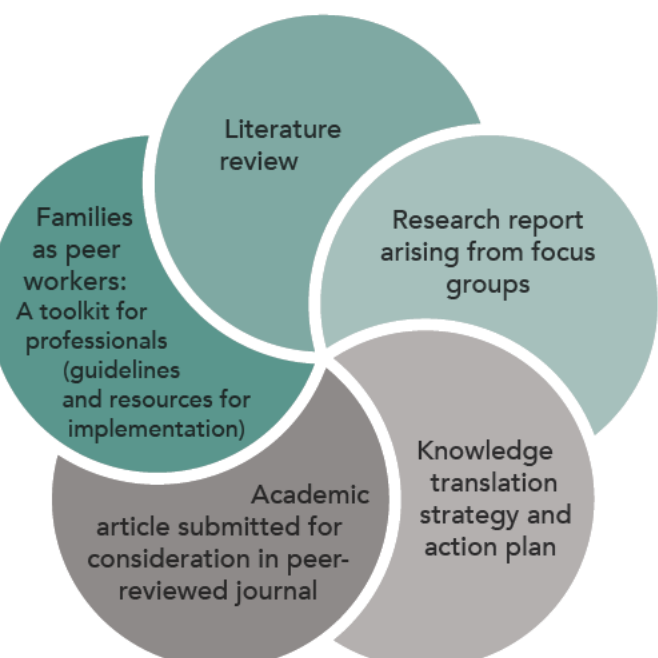 Literature
review
Research report
arising from focus
groups
Knowledge
translation
strategy and
action plan
Academic
article submitted for
consideration in peer-
reviewed journal
Families
as peer
workers:
A toolkit for
professionals
(guidelines
and resources for
implementation)